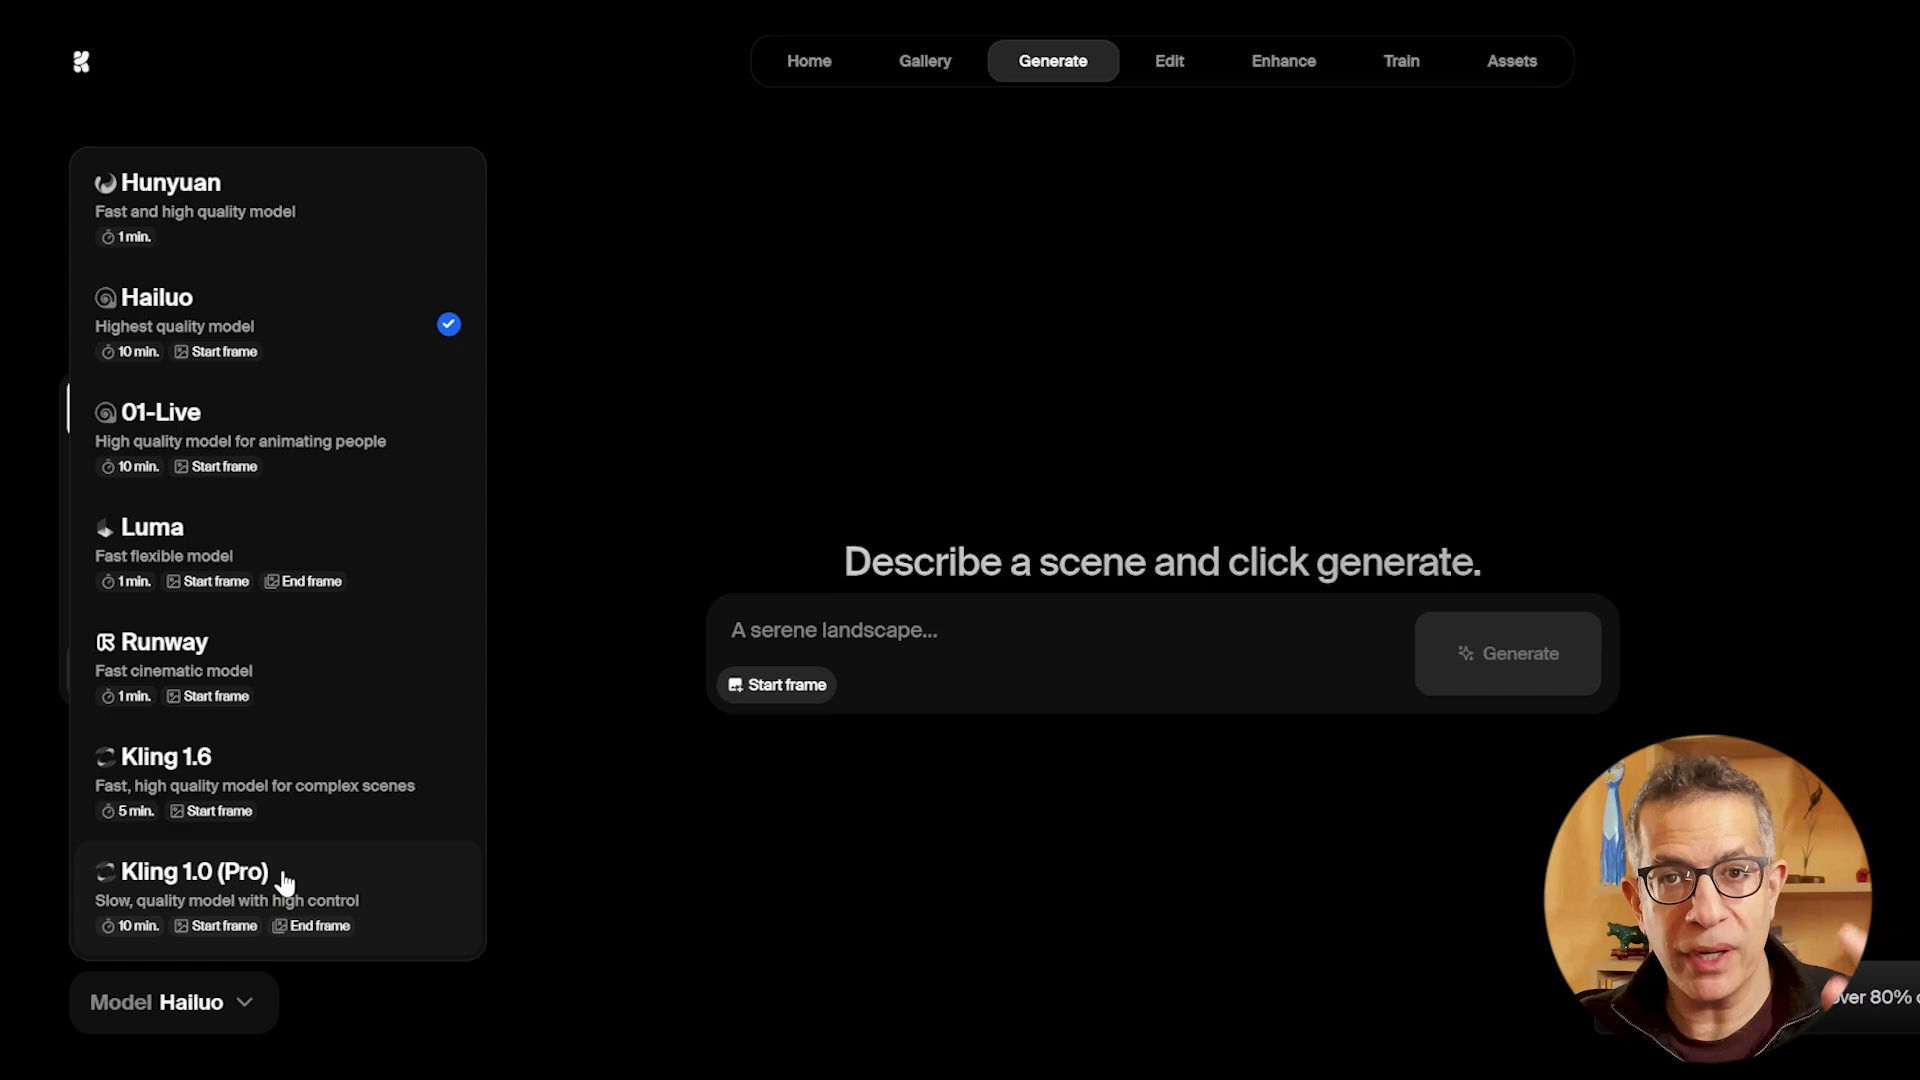 Home Gallery Generate Edit Enhance Train Assets
Hunyuan
Fast and high quality model
1 min.
Hailuo
Highest quality model
10 min. Start frame
01-Live
High quality model for animating people
10 min. Start frame
Luma
Fast flexible model
1 min. Start frame End frame
Runway
Fast cinematic model
1 min. Start frame
Kling 1.6
Fast, high quality model for complex scenes
5 min. Start frame
Kling 1.0 (Pro)
Slow, quality model with high control
10 min. Start frame End frame
Model Hailuo
Describe a scene and click generate.
A serene landscape...
Start frame
Generate
over 80%